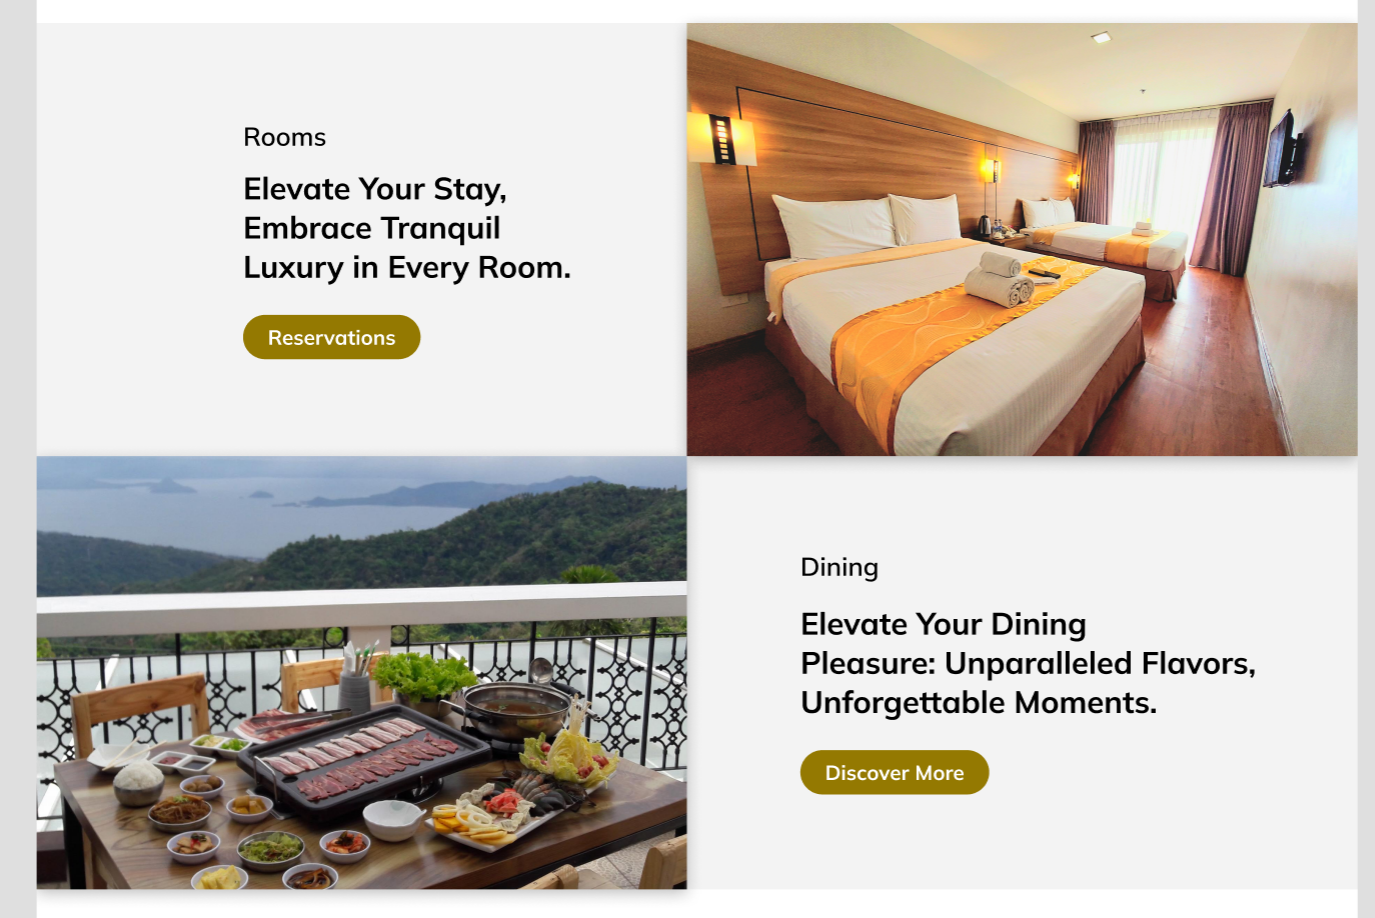 Rooms
Elevate Your Stay,
Embrace Tranquil
Luxury in Every Room.
Reservations
Dining
Elevate Your Dining
Pleasure: Unparalleled Flavors,
Unforgettable Moments.
Discover More